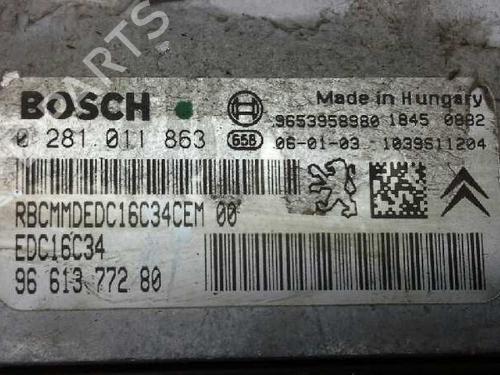 BOSCH
Made in Hungary
9653958980 1845 0882
0 281 011 863
658
06-01-03 1039S11204
RBCMMDEDC16C34CEM 00
EDC16C34
96 613 772 80